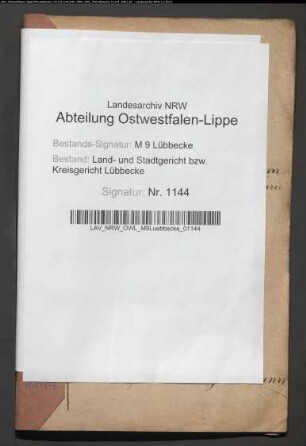 Landesarchiv NRW
Abteilung Ostwestfalen-Lippe
Bestands-Signatur: M 9 Lübbecke
Bestand: Land- und Stadtgericht bzw.
Kreisgericht Lübbecke
Signatur: Nr. 1144
LAV_NRW_OWL_M9Luebbecke_01144